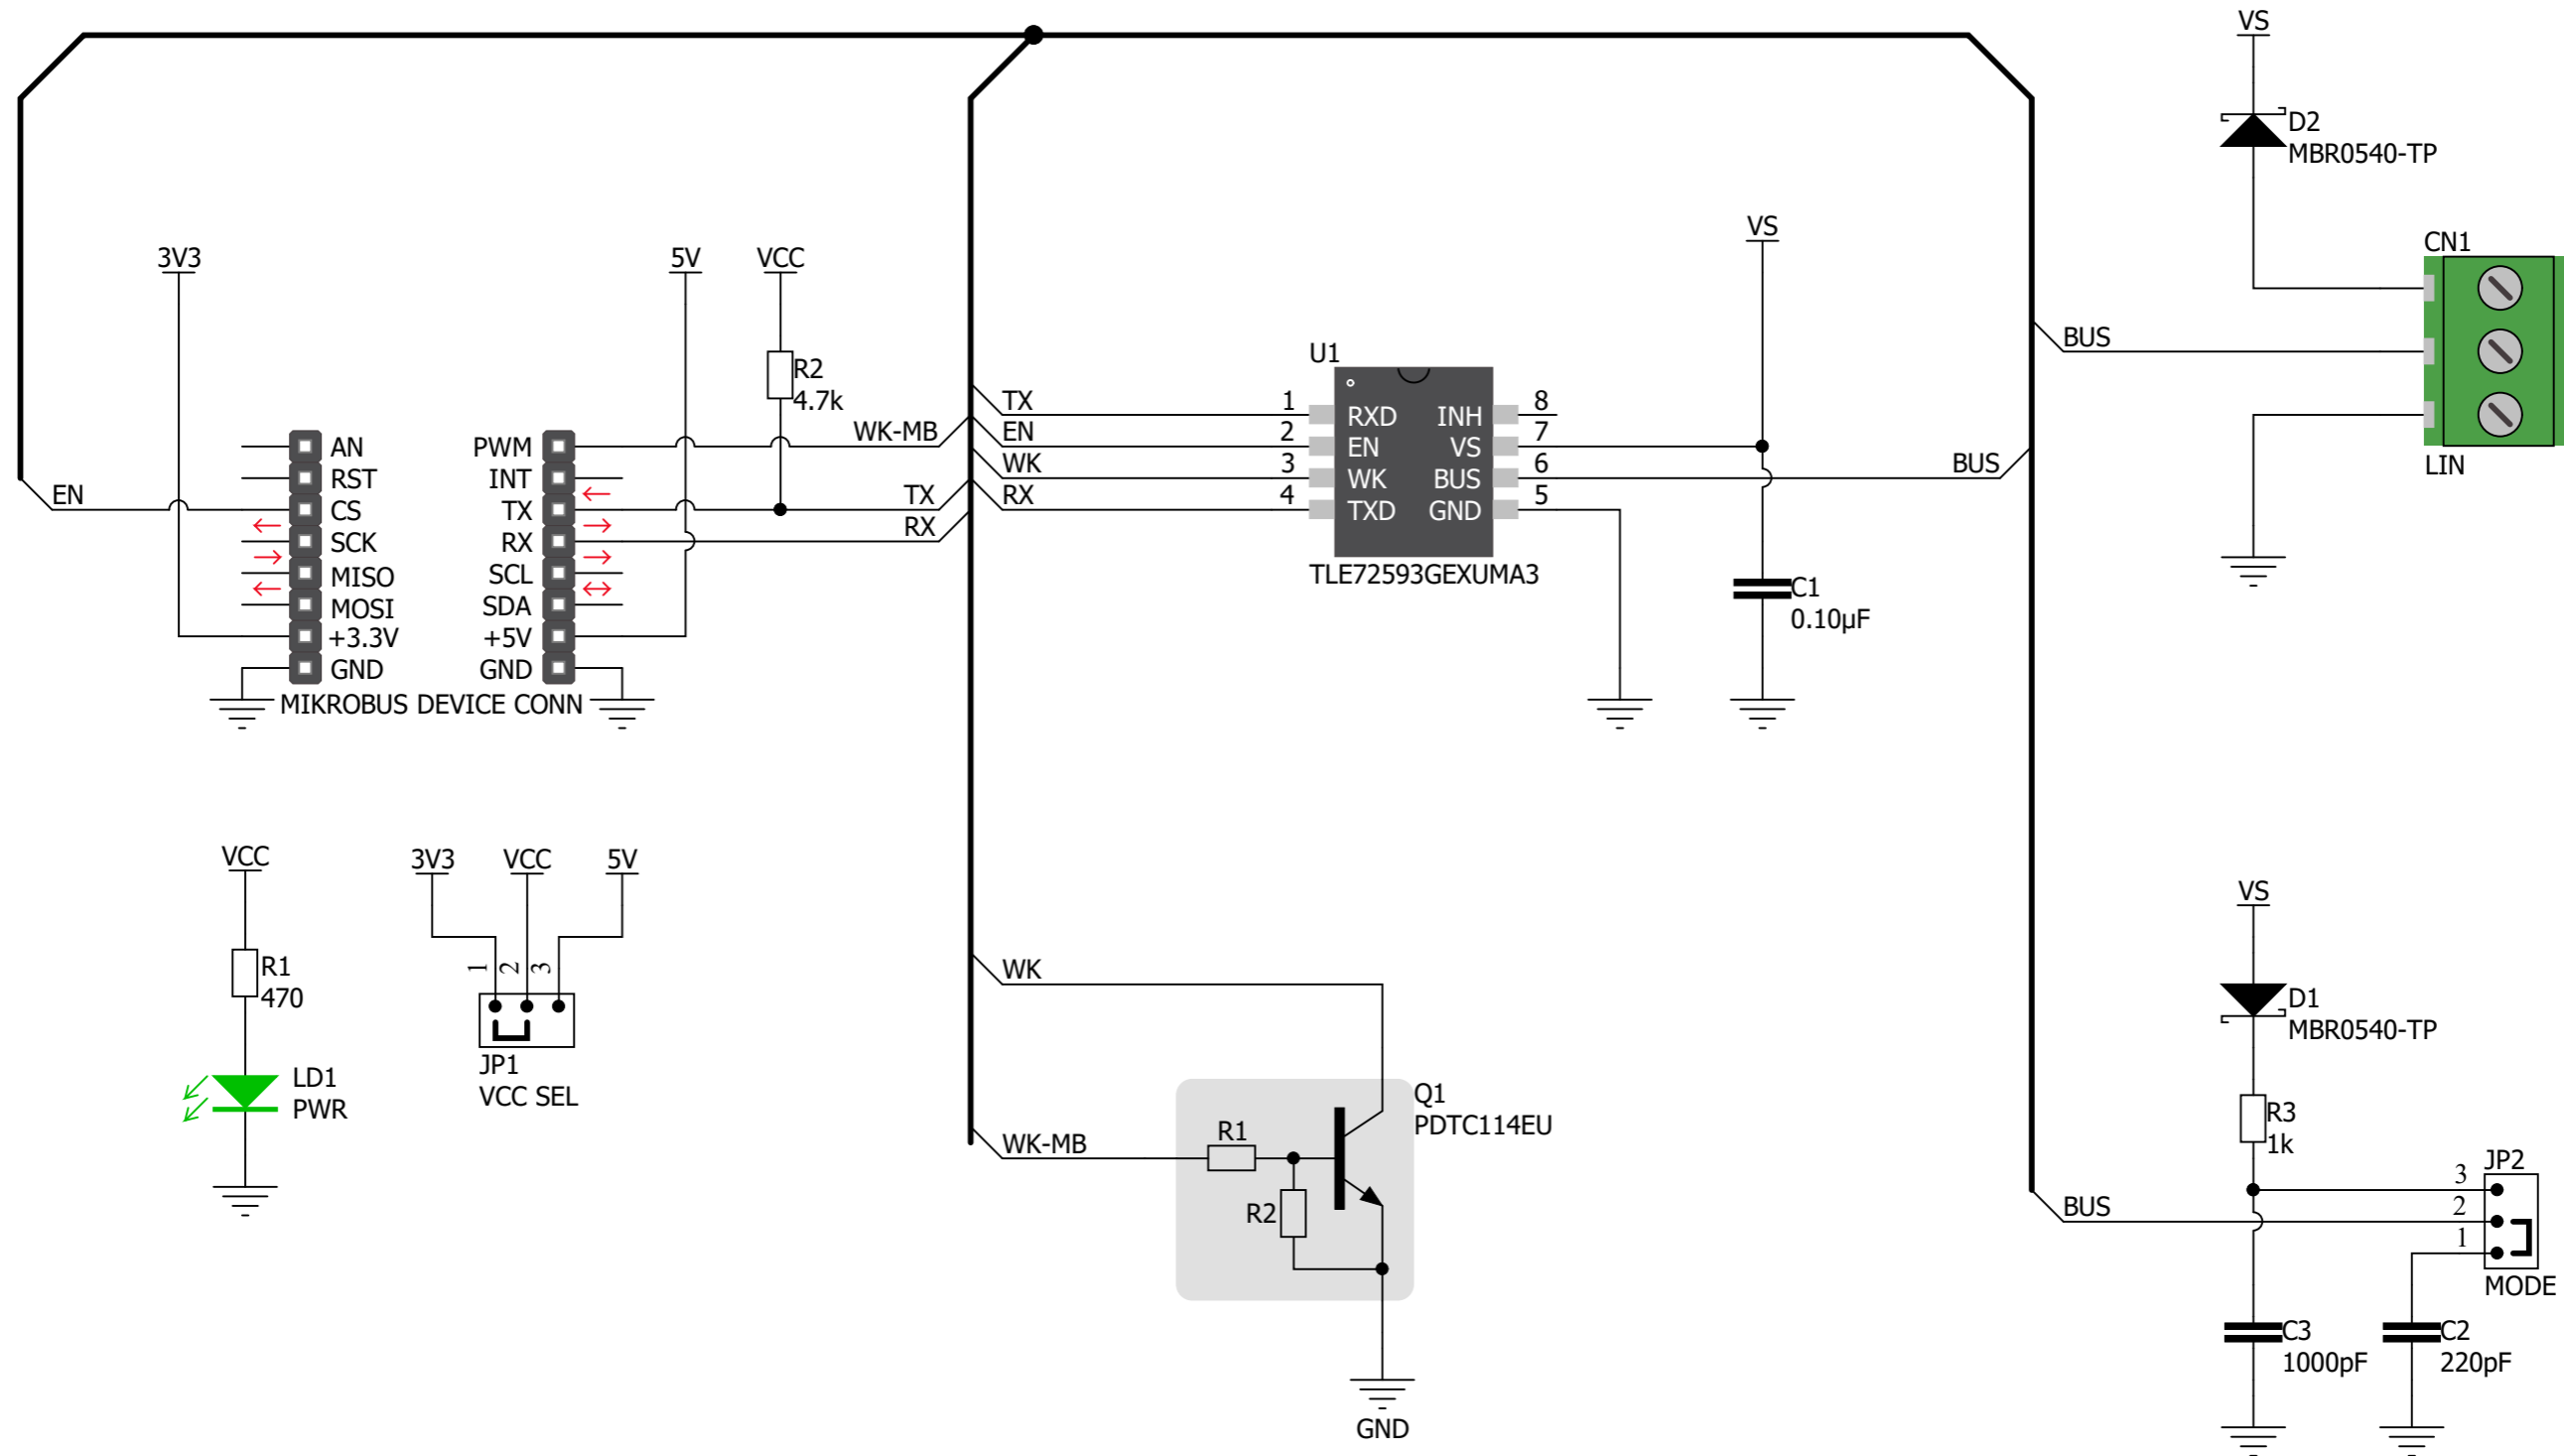 VS
D2
MBR0540-TP
CN1
LIN
BUS
3V3
5V
VCC
R2
4.7k
WK-MB
TX
RX
EN
AN
RST
CS
SCK
MISO
MOSI
+3.3V
GND
PWM
INT
TX
RX
SCL
SDA
+5V
GND
MIKROBUS DEVICE CONN
TX
EN
WK
RX
U1
1
2
3
4
RXD
EN
WK
TXD
INH
VS
BUS
GND
8
7
6
5
TLE72593GEXUMA3
VS
BUS
C1
0.10µF
VCC
R1
470
LD1
PWR
3V3
VCC
5V
1
2
3
JP1
VCC SEL
WK
WK-MB
R1
R2
Q1
PDTC114EU
GND
VS
D1
MBR0540-TP
R3
1k
BUS
3
2
1
JP2
MODE
C3
1000pF
C2
220pF